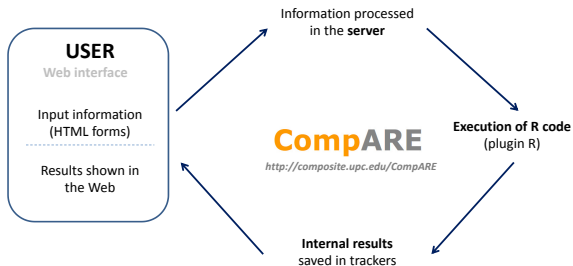 USER
Web interface
Input information
(HTML forms)
Results shown in
the Web
Information processed
in the server
Execution of R code
(plugin R)
CompARE
http://composite.upc.edu/CompARE
Internal results
saved in trackers